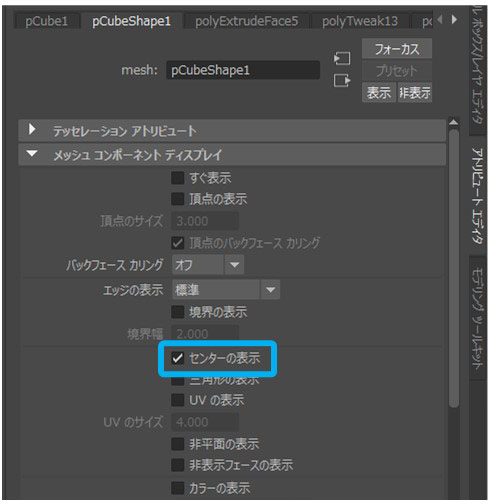 pCube1 pCubeShape1 polyExtrudeFace5 polyTweak13
フォーカス
mesh: pCubeShape1
プリセット
表示 非表示
テッセレーション アトリビュート
メッシュ コンポーネント ディスプレイ
すぐ表示
頂点の表示
頂点のサイズ 3.000
頂点のバックフェース カリング
バックフェース カリング オフ
エッジの表示 標準
境界の表示
境界幅 2.000
センターの表示
三角形の表示
UV の表示
UV のサイズ 4.000
非平面の表示
非表示フェースの表示
カラーの表示
ボックス/レイヤ エディタ
アトリビュート エディタ
モデリング ツールキット